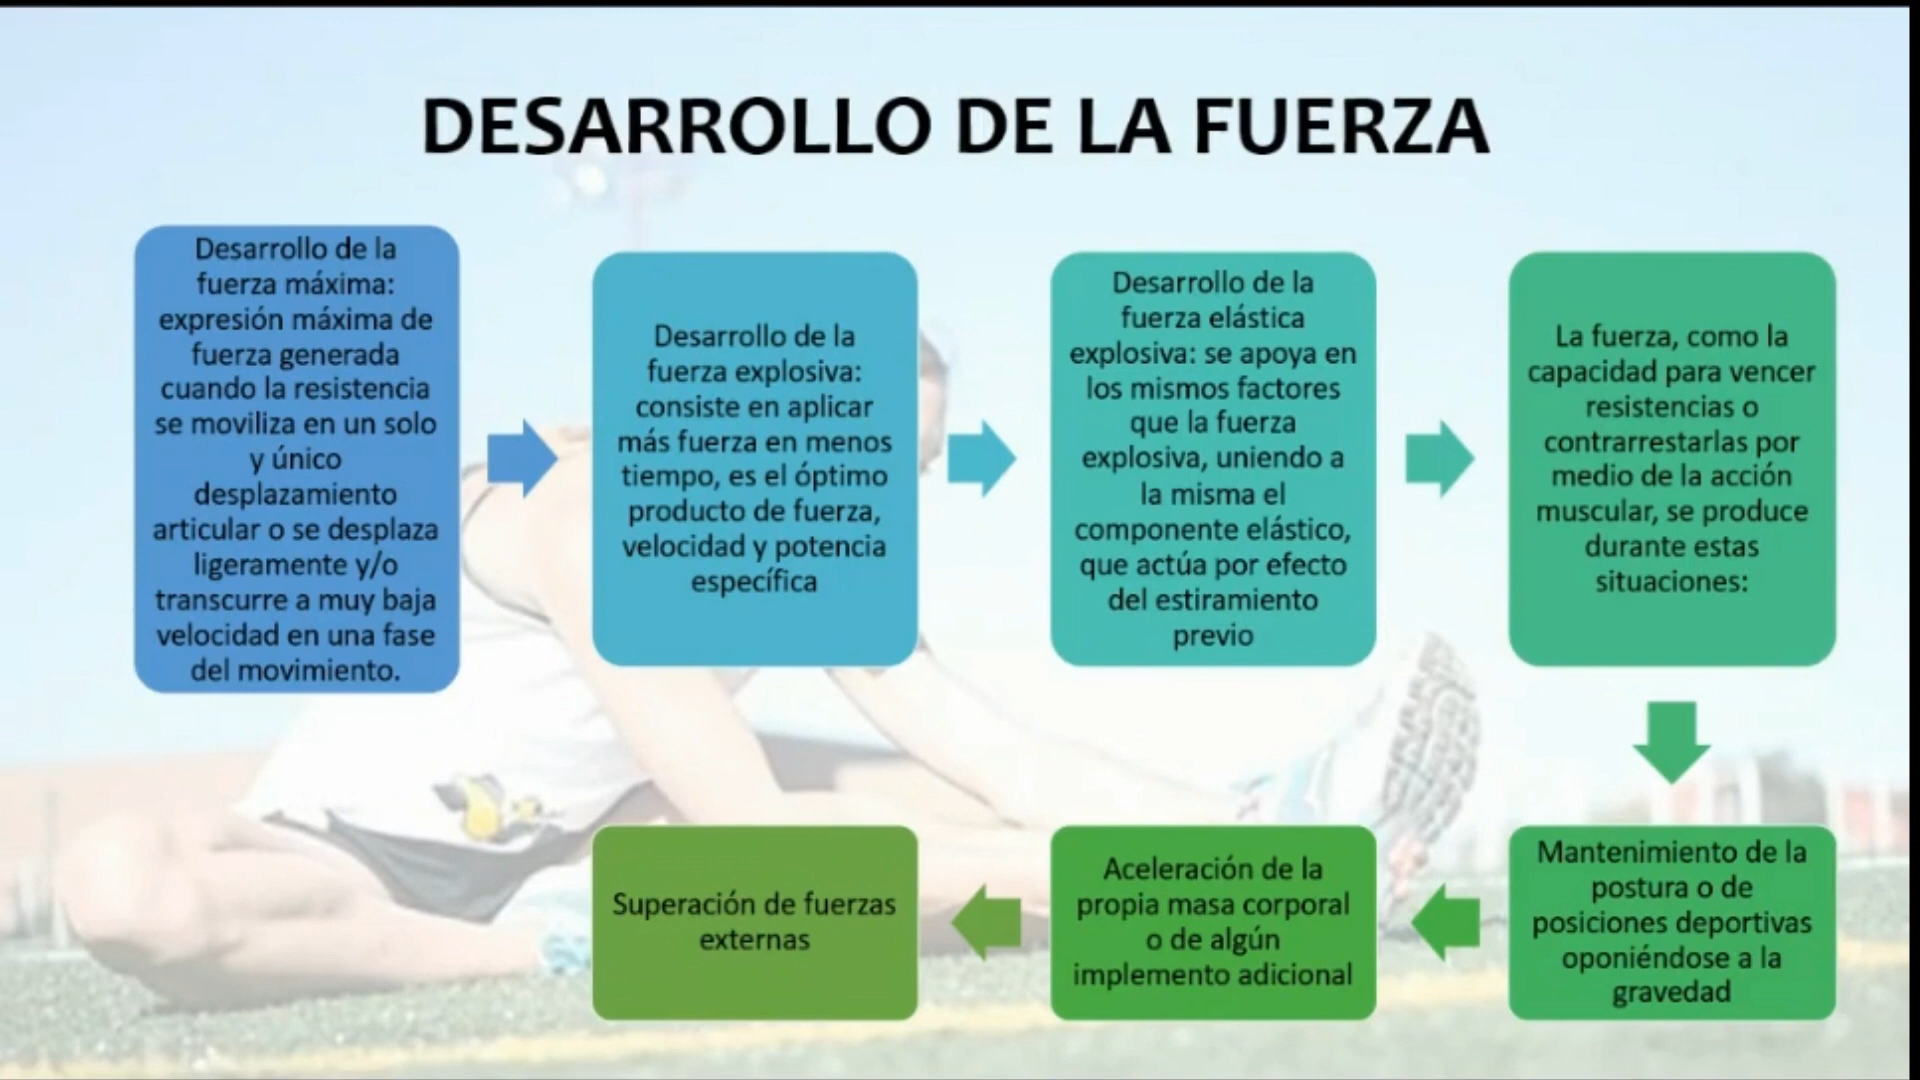 DESARROLLO DE LA FUERZA
Desarrollo de la
fuerza máxima:
expresión máxima de
fuerza generada
cuando la resistencia
se moviliza en un solo
y único
desplazamiento
articular o se desplaza
ligeramente y/o
transcurre a muy baja
velocidad en una fase
del movimiento.
Desarrollo de la
fuerza explosiva:
consiste en aplicar
más fuerza en menos
tiempo, es el óptimo
producto de fuerza,
velocidad y potencia
específica
Desarrollo de la
fuerza elástica
explosiva: se apoya en
los mismos factores
que la fuerza
explosiva, uniendo a
la misma el
componente elástico,
que actúa por efecto
del estiramiento
previo
La fuerza, como la
capacidad para vencer
resistencias o
contrarrestarlas por
medio de la acción
muscular, se produce
durante estas
situaciones:
Mantenimiento de la
postura o de
posiciones deportivas
oponiéndose a la
gravedad
Aceleración de la
propia masa corporal
o de algún
implemento adicional
Superación de fuerzas
externas